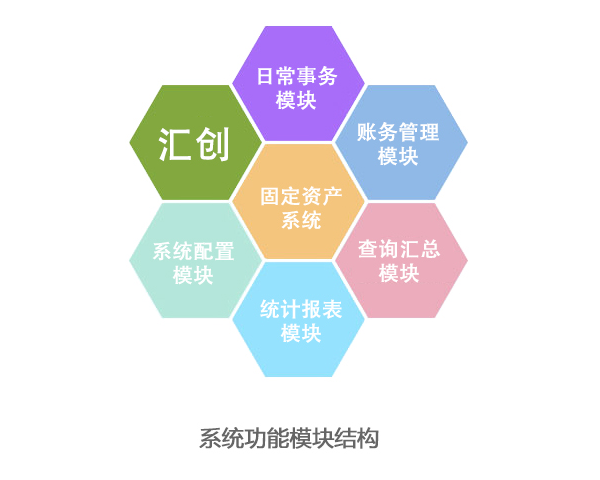 日常事务
模块
汇创
账务管理
模块
固定资产
系统
系统配置
模块
查询汇总
模块
统计报表
模块
系统功能模块结构